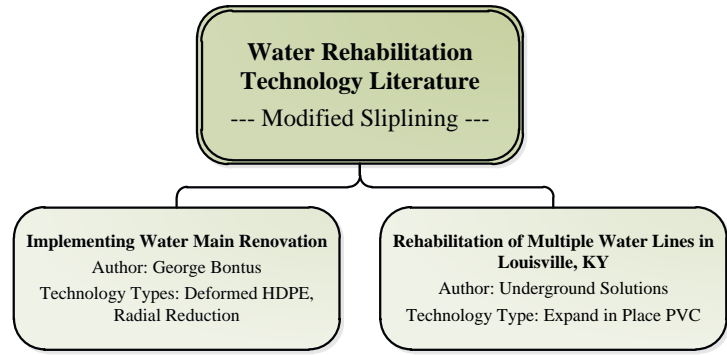 Water Rehabilitation
Technology Literature
--- Modified Sliplining ---
Implementing Water Main Renovation
Author: George Bontus
Technology Types: Deformed HDPE,
Radial Reduction
Rehabilitation of Multiple Water Lines in
Louisville, KY
Author: Underground Solutions
Technology Type: Expand in Place PVC